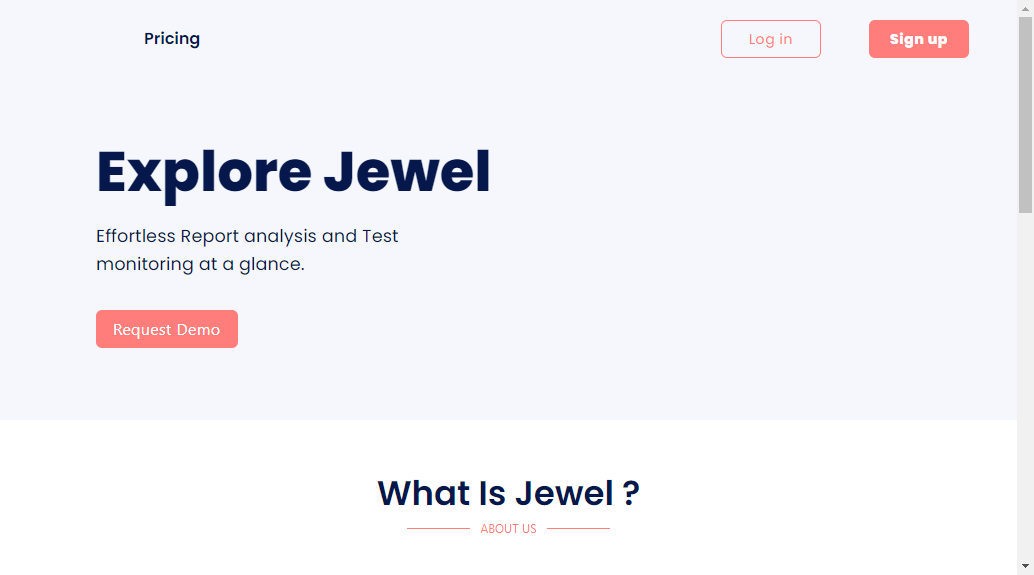 Pricing
Log in
Sign up
Explore Jewel
Effortless Report analysis and Test
monitoring at a glance.
Request Demo
What Is Jewel ?
ABOUT US